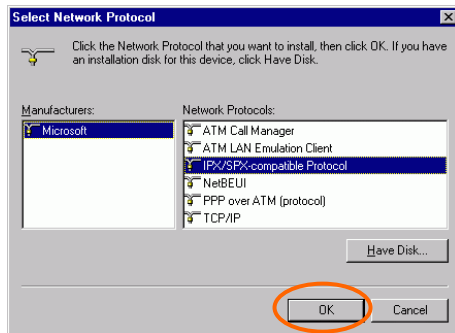 Select Network Protocol
Click the Network Protocol that you want to install, then click OK. If you have
an installation disk for this device, click Have Disk.
Manufacturers:
Microsoft
Network Protocols:
ATM Call Manager
ATM LAN Emulation Client
IPX/SPX-compatible Protocol
NetBEUI
PPP over ATM (protocol)
TCP/IP
Have Disk...
OK
Cancel